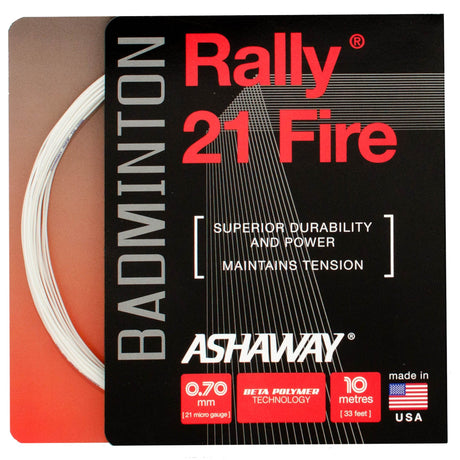 BADMINTON
Rally®
21 Fire
SUPERIOR DURABILITY
AND POWER
MAINTAINS TENSION
ASHAWAY®
0.70
mm
[21 micro gauge]
BETA POLYMER
TECHNOLOGY
10
metres
[33 feet]
made in
USA